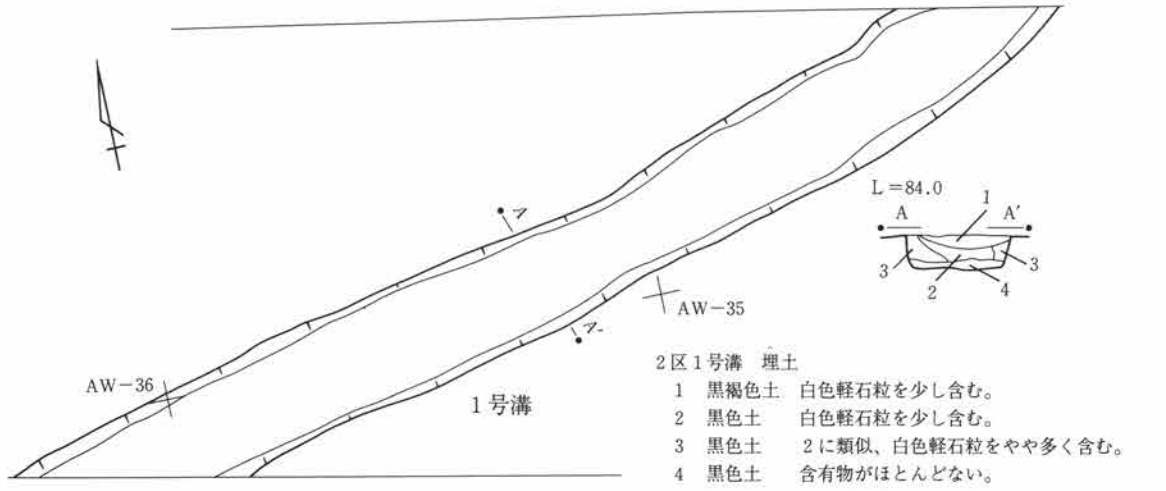 L=84.0
1
A A′
3 3
2 4
A
AW-35
A′
AW-36
1号溝
2区1号溝 埋土
1 黒褐色土 白色軽石粒を少し含む。
2 黒色土 白色軽石粒を少し含む。
3 黒色土 2に類似、白色軽石粒をやや多く含む。
4 黒色土 含有物がほとんどない。